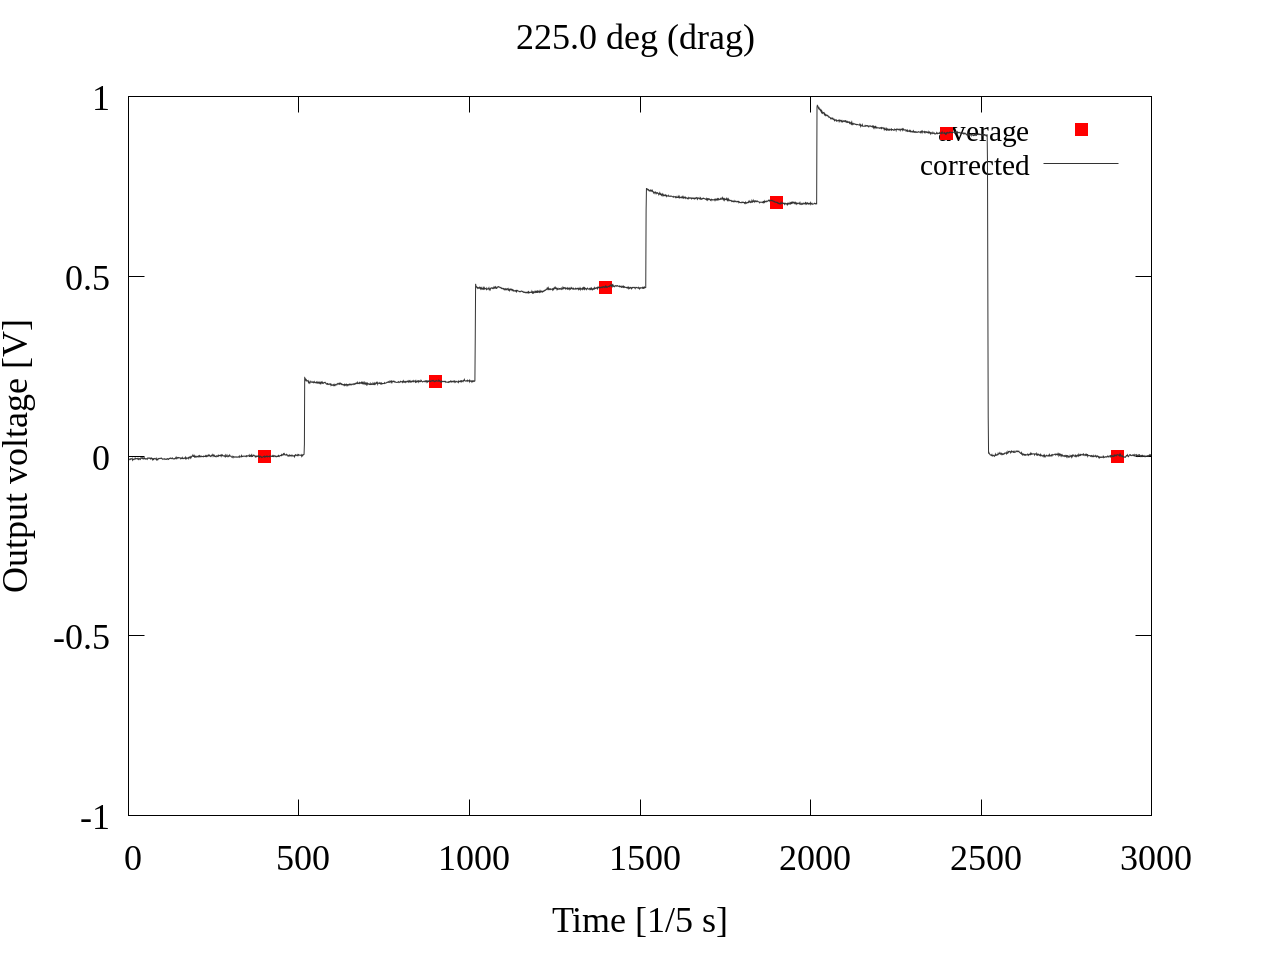 225.0 deg (drag)
1
0.5
0
-0.5
-1
Output voltage [V]
average
corrected
0 500 1000 1500 2000 2500 3000
Time [1/5 s]